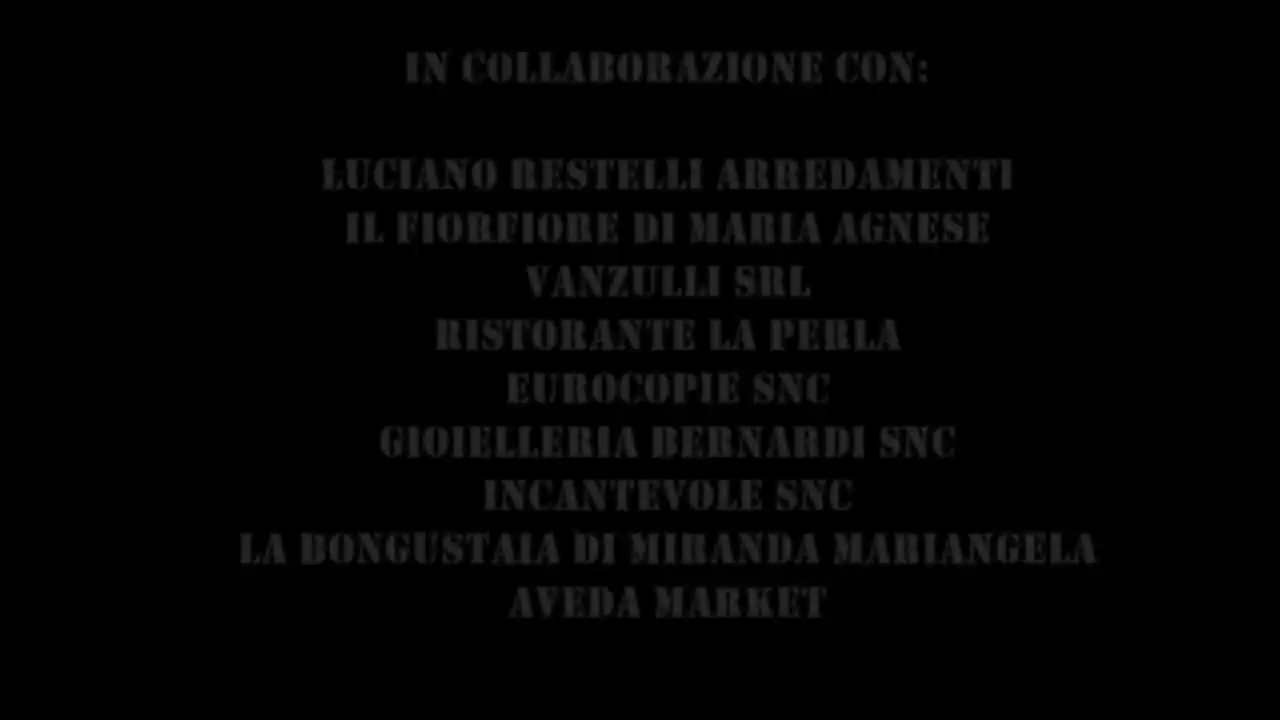 IN COLLABORAZIONE CON:
LUCIANO RESTELLI ARREDAMENTI
IL FIORFIORE DI MARIA AGNESE
VANZULLI SRL
RISTORANTE LA PERLA
EUROCOPIE SNC
GIOIELLERIA BERNARDI SNC
INCANTEVOLE SNC
LA BONGUSTAIA DI MIRANDA MARIANGELA
AVEDA MARKET